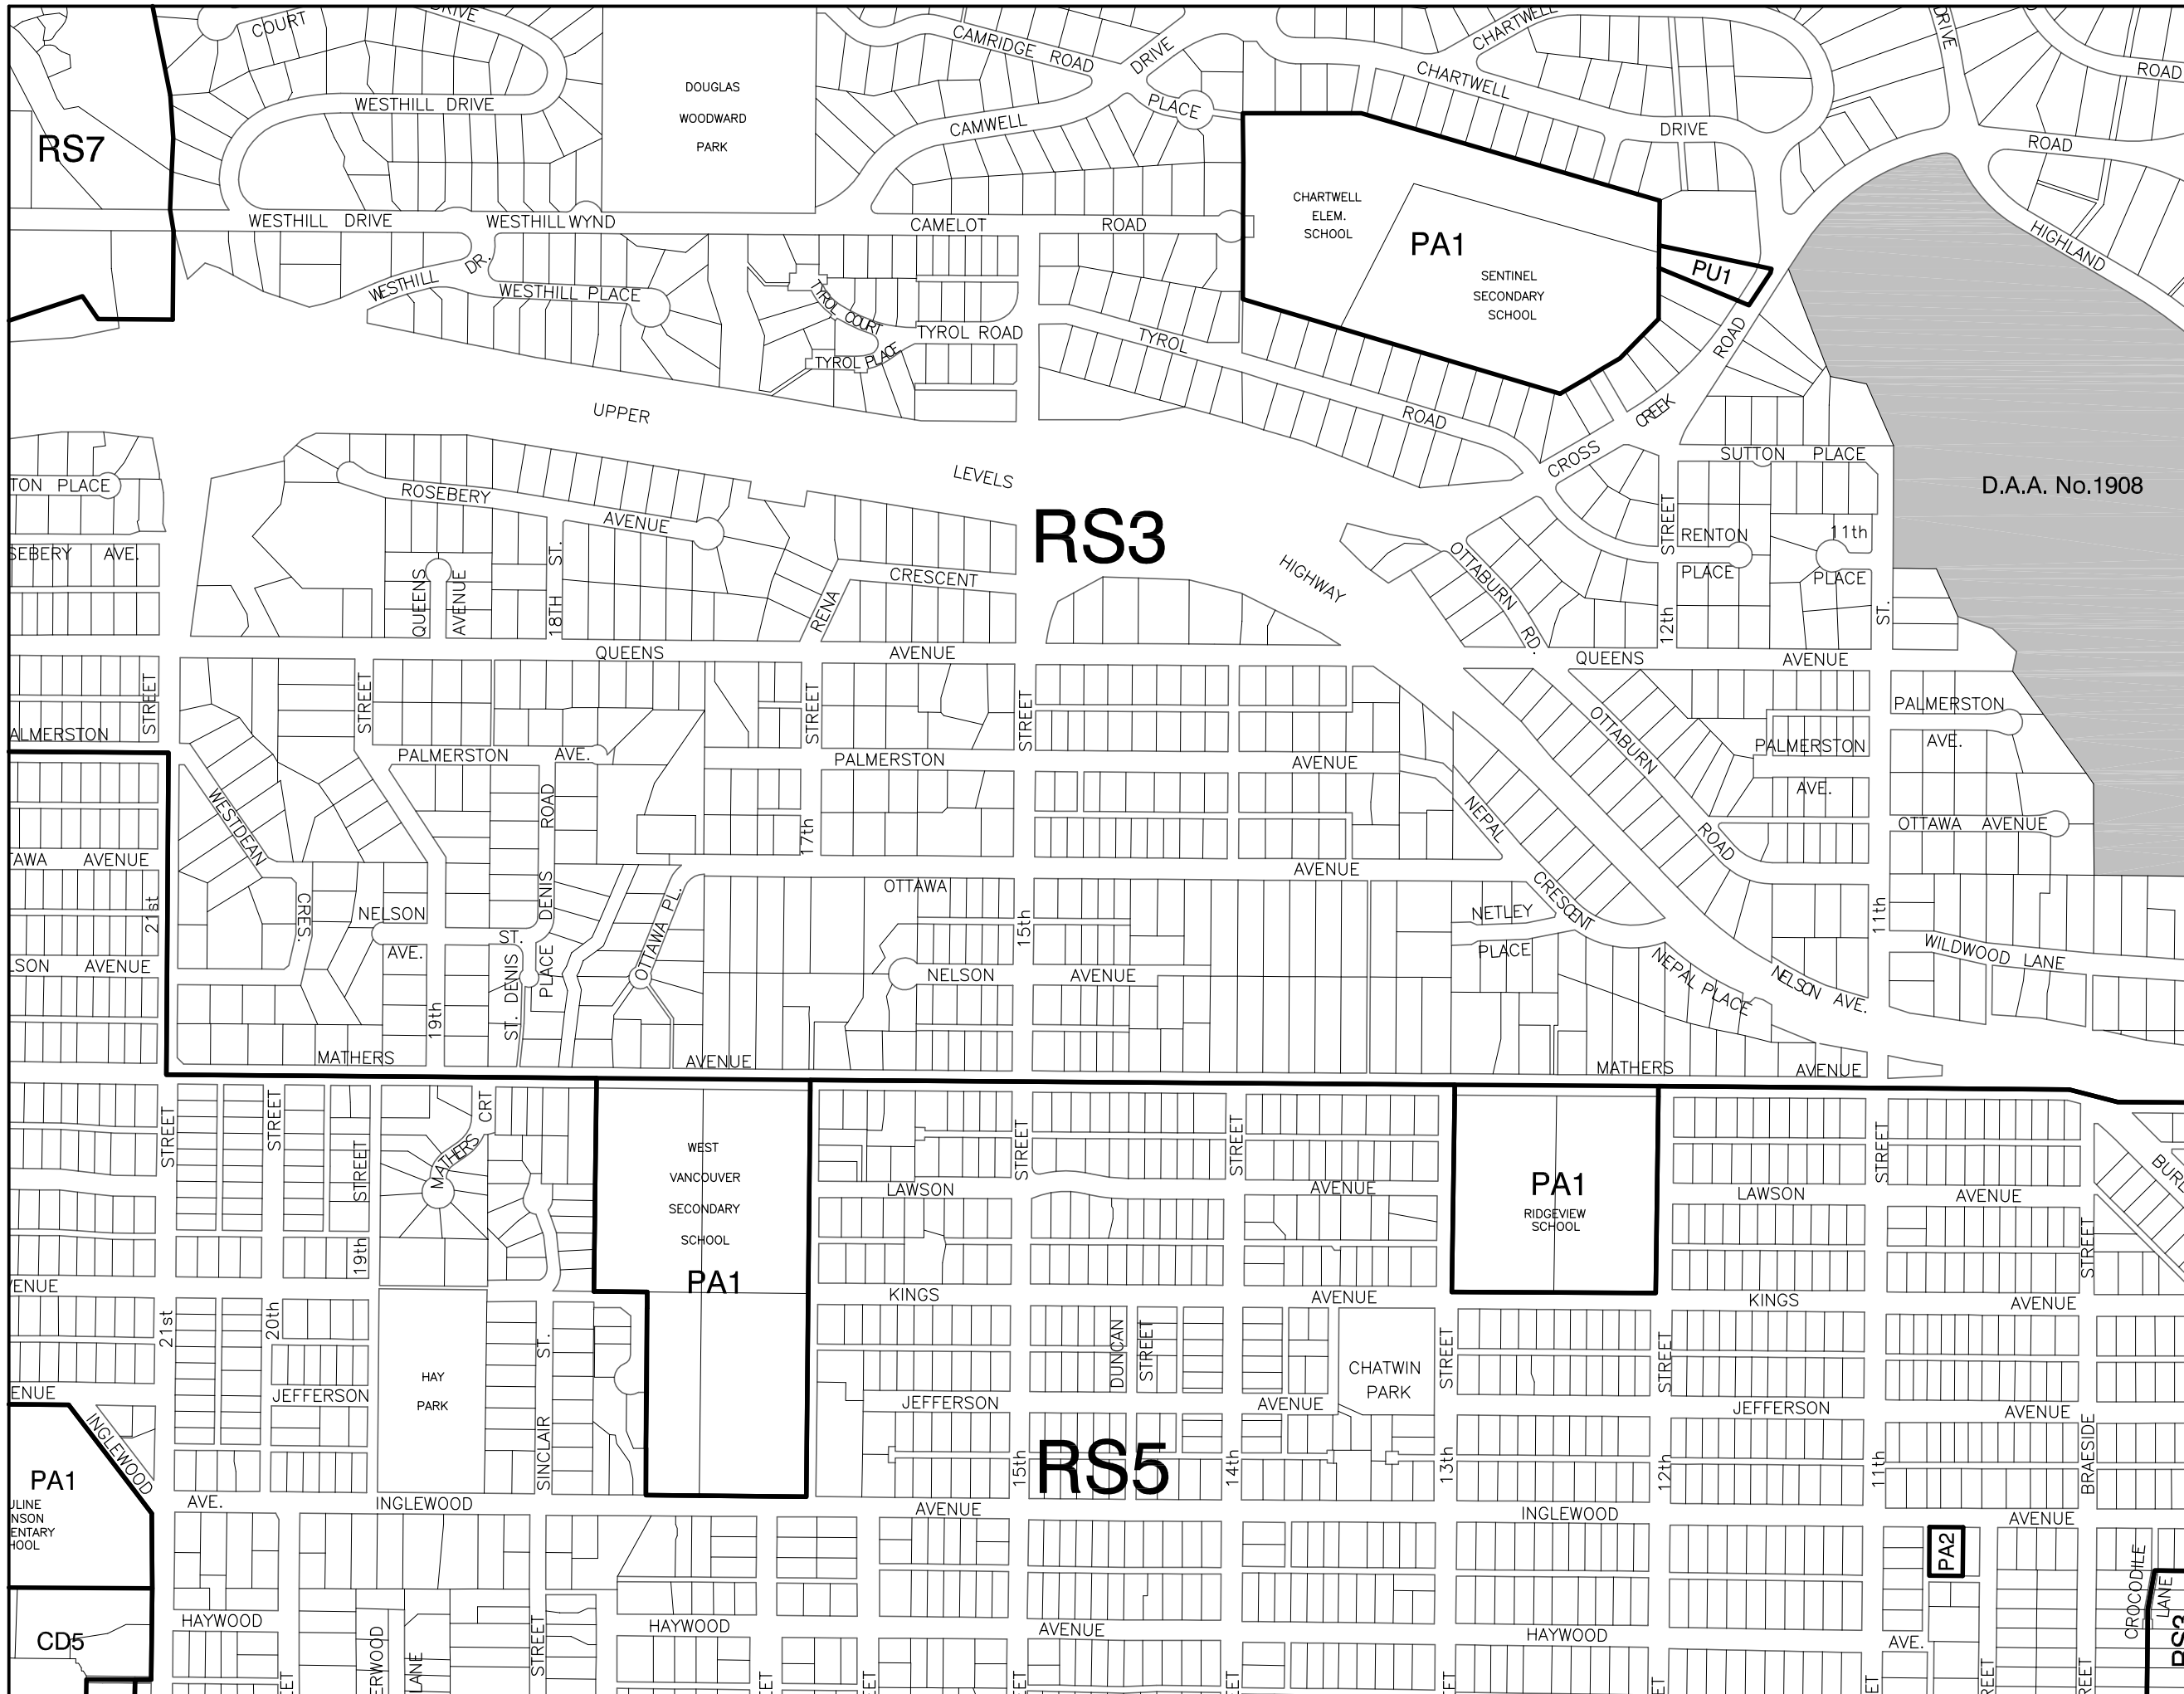 COURT
DRIVE
CAMRIDGE ROAD
DRIVE
CHARTWELL
DRIVE
ROAD
WESTHILL DRIVE
DOUGLAS
WOODWARD
PARK
CAMWELL
PLACE
CHARTWELL
DRIVE
ROAD
RS7
WESTHILL DRIVE
WESTHILL WYND
CAMELOT
ROAD
CHARTWELL
ELEM.
SCHOOL
PA1
SENTINEL
SECONDARY
SCHOOL
PU1
HIGHLAND
WESTHILL
DR.
WESTHILL PLACE
TYROL COURT
TYROL PLACE
TYROL ROAD
TYROL
ROAD
CROSS
CREEK
ROAD
UPPER
LEVELS
HIGHWAY
SUTTON PLACE
D.A.A. No.1908
TON PLACE
ROSEBERY
AVENUE
RS3
STREET
RENTON
PLACE
11th
PLACE
SEBERY AVE.
QUEENS
AVENUE
18TH ST.
RENA
CRESCENT
OTTABURN
RD.
12th
ST.
QUEENS
AVENUE
QUEENS
AVENUE
STREET
STREET
STREET
STREET
ALMERSTON
PALMERSTON
AVE.
PALMERSTON
AVENUE
OTTABURN
ROAD
PALMERSTON
AVE.
PALMERSTON
AVE.
WESTDEAN
CRES.
ROAD
DENIS
17th
NEPAL
CRESCENT
OTTAWA AVENUE
TAWA AVENUE
21st
NELSON
AVE.
ST.
OTTAWA PL.
OTTAWA
AVENUE
15th
NETLEY
PLACE
11th
LSON AVENUE
19th
ST. DENIS
PLACE
NELSON
AVENUE
NEPAL PLACE
NELSON AVE.
WILDWOOD LANE
MATHERS
AVENUE
MATHERS
AVENUE
STREET
STREET
STREET
MATHERS
CRT
WEST
VANCOUVER
SECONDARY
SCHOOL
PA1
STREET
STREET
PA1
RIDGEVIEW
SCHOOL
STREET
LAWSON
AVENUE
LAWSON
AVENUE
STREET
19th
VENUE
KINGS
AVENUE
KINGS
AVENUE
21st
20th
HAY
PARK
SINCLAIR
ST.
DUNCAN
STREET
CHATWIN
PARK
STREET
STREET
ENUE
JEFFERSON
JEFFERSON
AVENUE
JEFFERSON
AVENUE
INGLEWOOD
PA1
ULINE
NSON
ENTARY
HOOL
RS5
15th
14th
13th
12th
11th
BRAESIDE
AVE.
INGLEWOOD
AVENUE
INGLEWOOD
AVENUE
PA2
CROCODILE
LANE
CD5
HAYWOOD
HAYWOOD
AVENUE
HAYWOOD
AVE.
ERWOOD
LANE
STREET
RS3